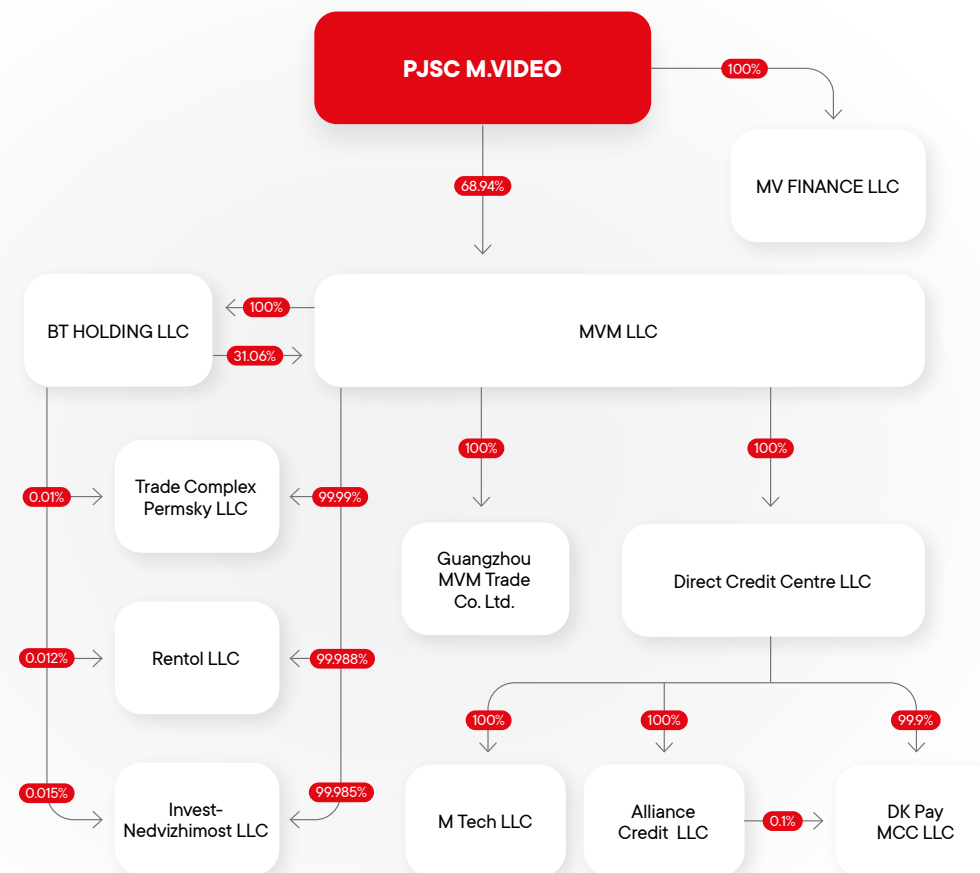 PJSC M.VIDEO
100%
MV FINANCE LLC
68.94%
BT HOLDING LLC
100%
31.06%
MVM LLC
100%
100%
0.01%
Trade Complex
Permsky LLC
99.99%
Guangzhou
MVM Trade
Co. Ltd.
Direct Credit Centre LLC
0.012%
Rentol LLC
99.988%
100%
100%
99.9%
0.015%
Invest-
Nedvizhimost LLC
99.985%
M Tech LLC
Alliance
Credit LLC
0.1%
DK Pay
MCC LLC